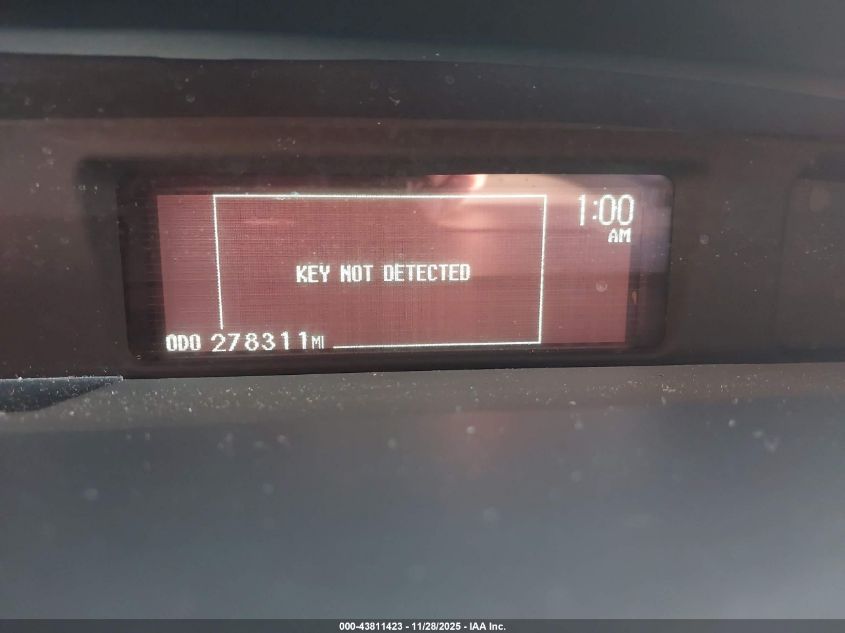 1:00
AM
KEY NOT DETECTED
ODO 278311MI
000-43811423 - 11/28/2025 - IAA Inc.